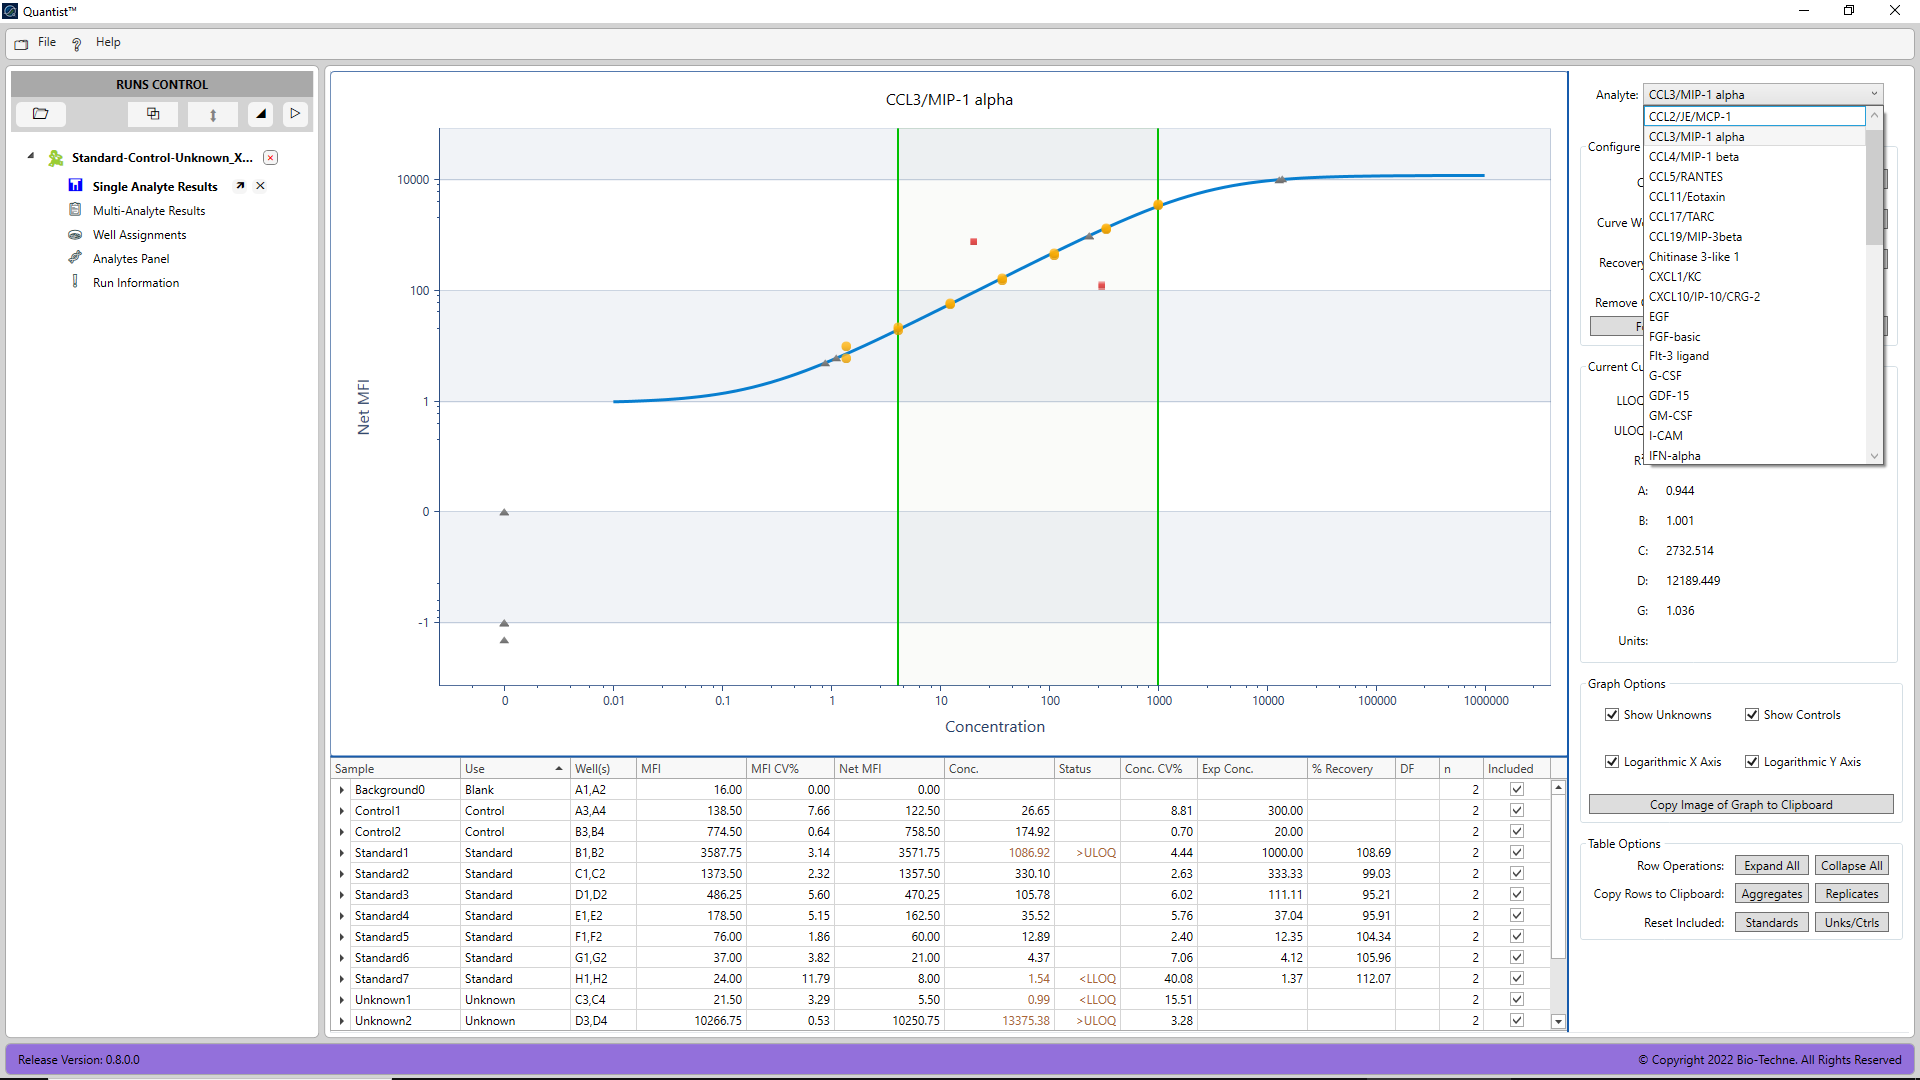 Quantist™
File
Help
RUNS CONTROL
Standard-Control-Unknown_X...
Single Analyte Results
Multi-Analyte Results
Well Assignments
Analytes Panel
Run Information
CCL3/MIP-1 alpha
Net MFI
10000
100
1
0
-1
0 0.01 0.1 1 10 100 1000 10000 100000 1000000
Concentration
Sample Use Well(s) MFI MFI CV% Net MFI Conc. Status Conc. CV% Exp Conc. % Recovery DF n Included
Background0 Blank A1,A2 16.00 0.00 0.00 2
Control1 Control A3,A4 138.50 7.66 122.50 26.65 8.81 300.00 2
Control2 Control B3,B4 774.50 0.64 758.50 174.92 0.70 20.00 2
Standard1 Standard B1,B2 3587.75 3.14 3571.75 1086.92 >ULOQ 4.44 1000.00 108.69 2
Standard2 Standard C1,C2 1373.50 2.32 1357.50 330.10 2.63 333.33 99.03 2
Standard3 Standard D1,D2 486.25 5.60 470.25 105.78 6.02 111.11 95.21 2
Standard4 Standard E1,E2 178.50 5.15 162.50 35.52 5.76 37.04 95.91 2
Standard5 Standard F1,F2 76.00 1.86 60.00 12.89 2.40 12.35 104.34 2
Standard6 Standard G1,G2 37.00 3.82 21.00 4.37 7.06 4.12 105.96 2
Standard7 Standard H1,H2 24.00 11.79 8.00 1.54 <LLOQ 40.08 1.37 112.07 2
Unknown1 Unknown C3,C4 21.50 3.29 5.50 0.99 <LLOQ 15.51 2
Unknown2 Unknown D3,D4 10266.75 0.53 10250.75 13375.38 >ULOQ 3.28 2
Analyte: CCL3/MIP-1 alpha
CCL2/JE/MCP-1
CCL3/MIP-1 alpha
CCL4/MIP-1 beta
CCL5/RANTES
CCL11/Eotaxin
CCL17/TARC
CCL19/MIP-3beta
Chitinase 3-like 1
CXCL1/KC
CXCL10/IP-10/CRG-2
EGF
FGF-basic
Flt-3 ligand
G-CSF
GDF-15
GM-CSF
I-CAM
IFN-alpha
Configure
Curve W
Recovery
Remove
Current Cu
LLOQ
ULOQ
A: 0.944
B: 1.001
C: 2732.514
D: 12189.449
G: 1.036
Units:
Graph Options
Show Unknowns Show Controls
Logarithmic X Axis Logarithmic Y Axis
Copy Image of Graph to Clipboard
Table Options
Row Operations: Expand All Collapse All
Copy Rows to Clipboard: Aggregates Replicates
Reset Included: Standards Unks/Ctrls
Release Version: 0.8.0.0
© Copyright 2022 Bio-Techne. All Rights Reserved